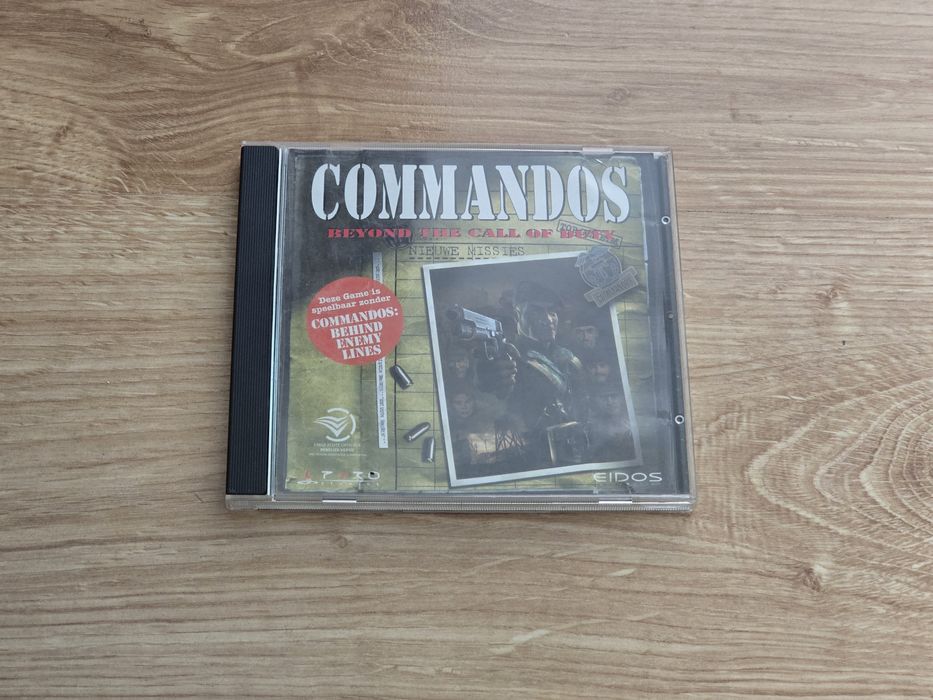 COMMANDOS
BEYOND THE CALL OF DUTY
NIEUWE MISSIES
Deze Game is
speelbaar zonder
COMMANDOS:
BEHIND
ENEMY
LINES
EIDOS